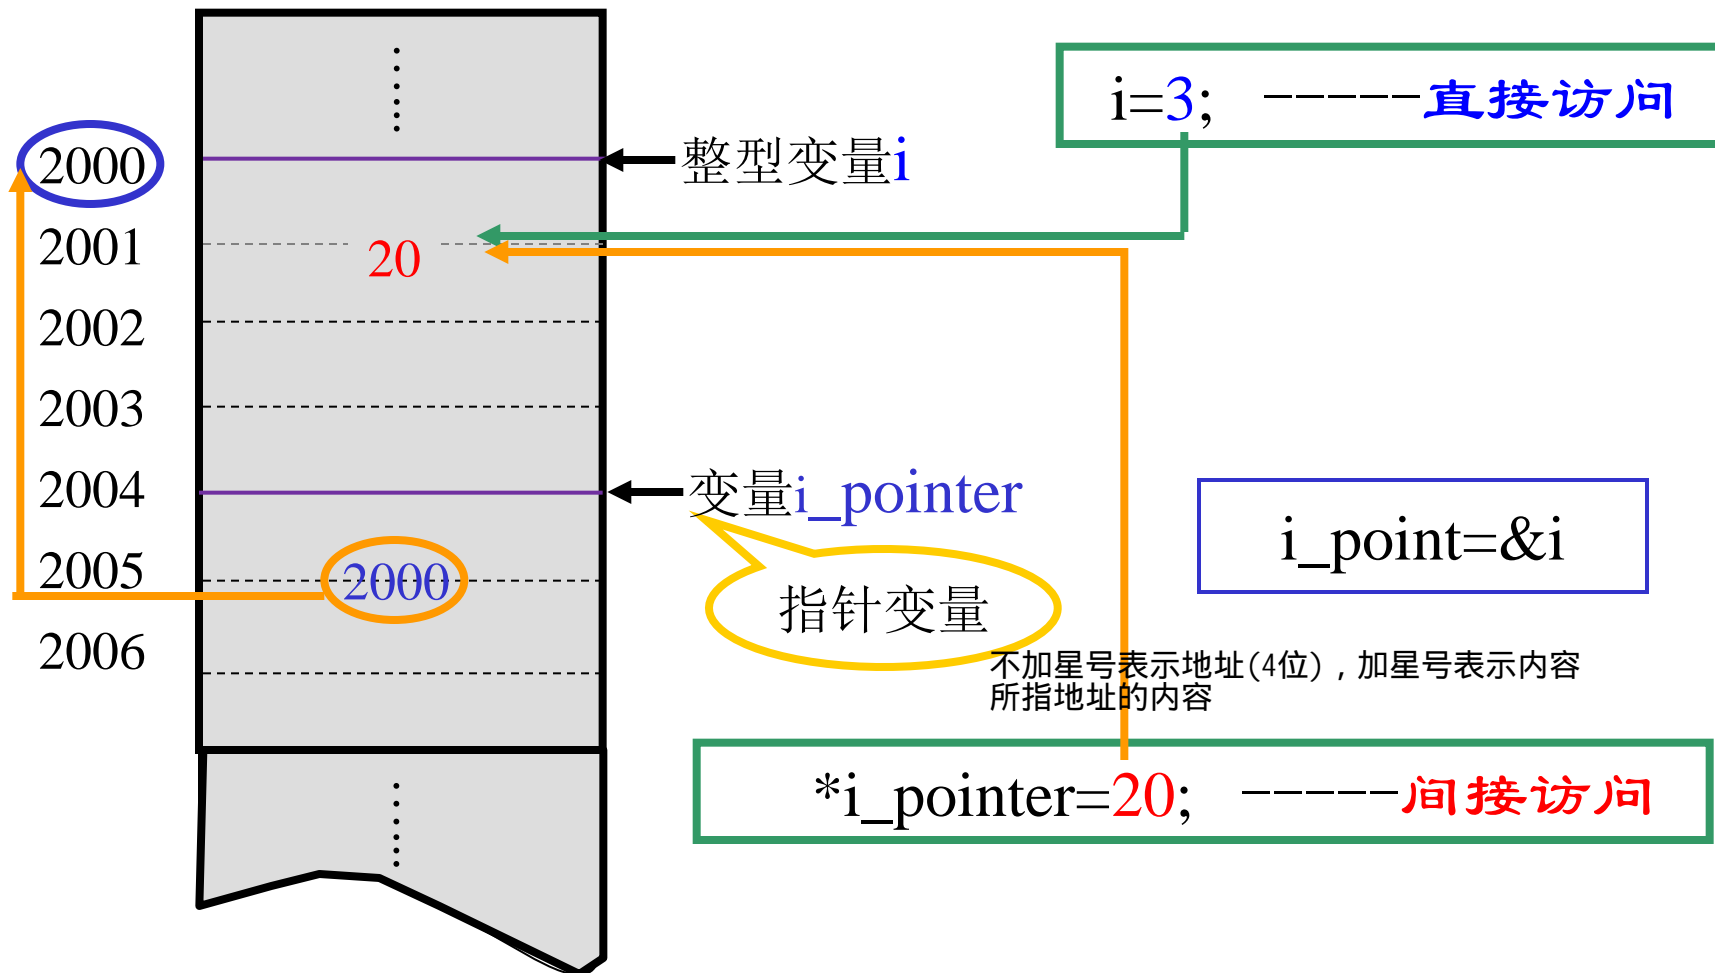 i=3; -----直接访问
2000
整型变量i
2001
20
2002
2003
2004
变量i_pointer
i_point=&i
2005
2000
指针变量
2006
不加星号表示地址(4位)，加星号表示内容
所指地址的内容
*i_pointer=20; -----间接访问